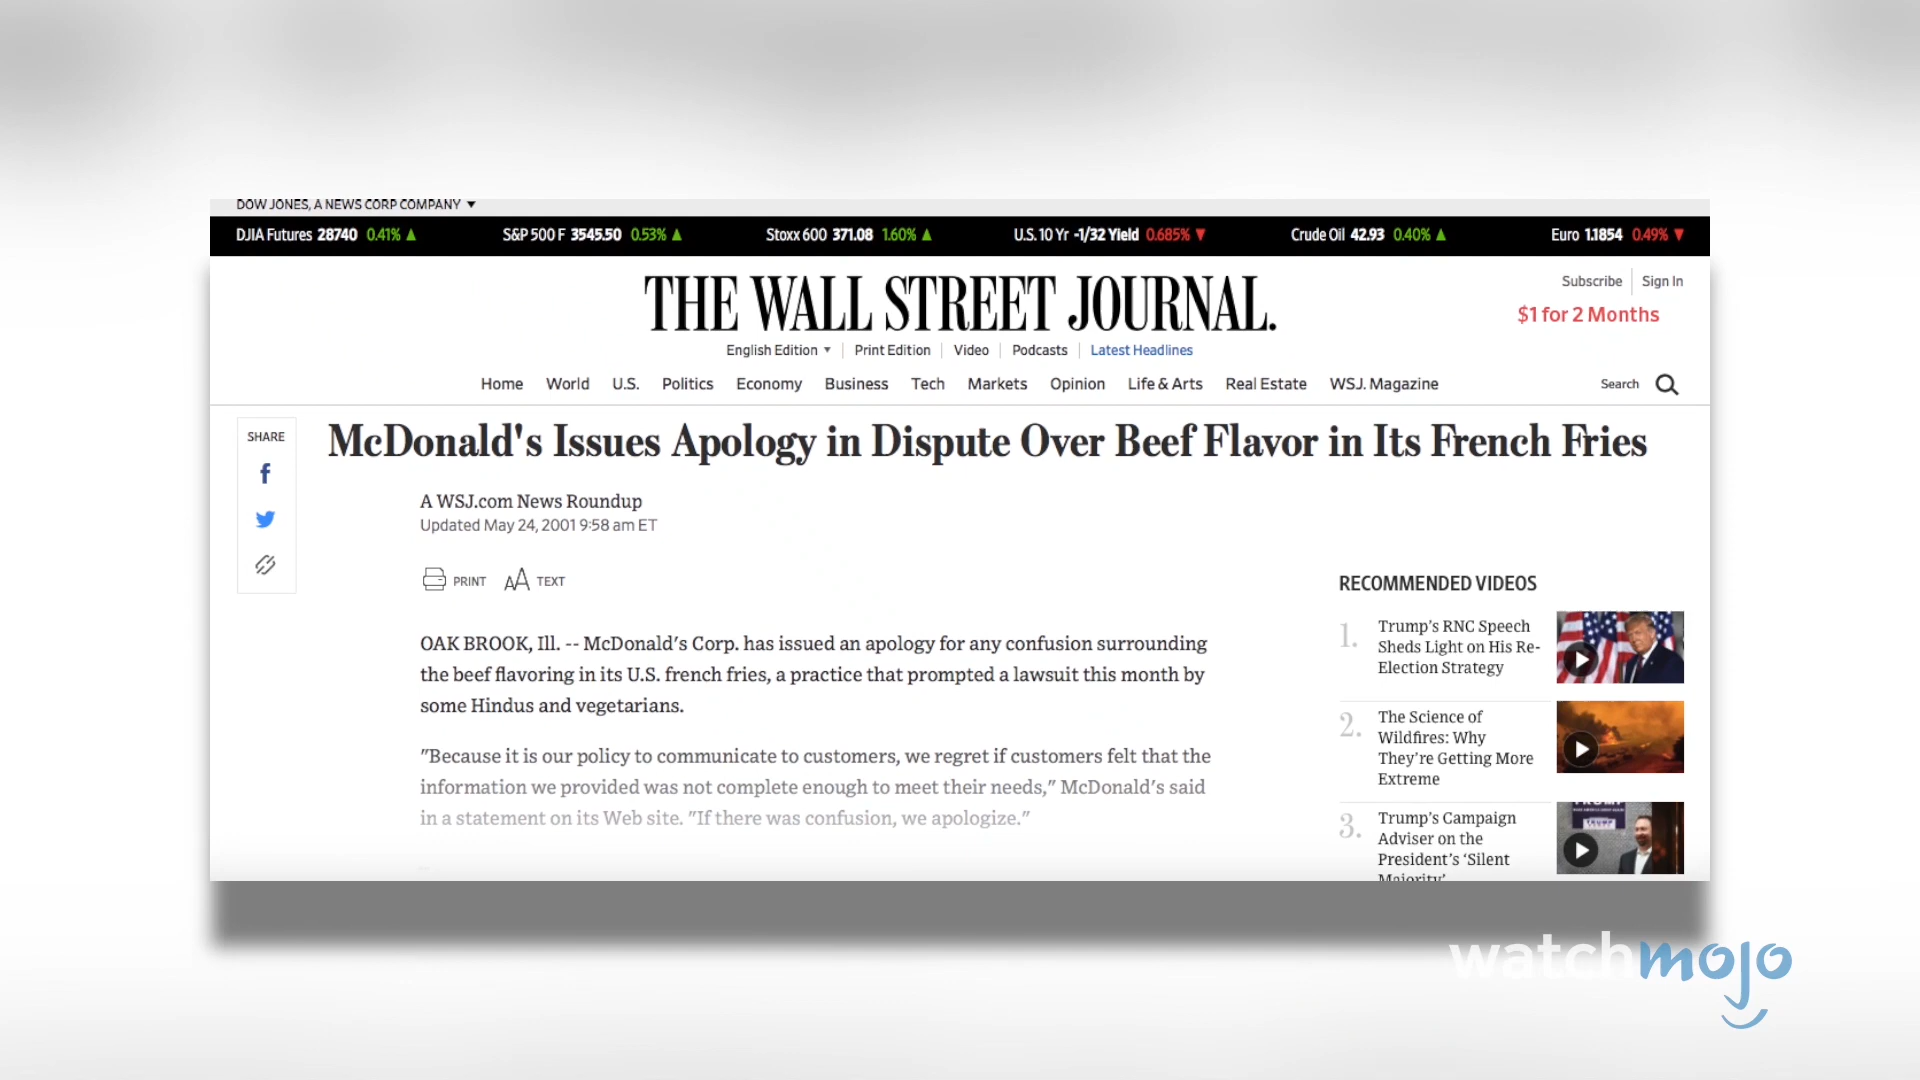 DOW JONES, A NEWS CORP COMPANY
DJIA Futures 28740 0.41% S&P 500 F 3545.50 0.53% Stoxx 600 371.08 1.60% U.S. 10 Yr -1/32 Yield 0.685% Crude Oil 42.93 0.40% Euro 1.1854 0.49%
Subscribe Sign In
THE WALL STREET JOURNAL.
$1 for 2 Months
English Edition Print Edition Video Podcasts Latest Headlines
Home World U.S. Politics Economy Business Tech Markets Opinion Life & Arts Real Estate WSJ. Magazine Search
SHARE
McDonald's Issues Apology in Dispute Over Beef Flavor in Its French Fries
A WSJ.com News Roundup
Updated May 24, 2001 9:58 am ET
PRINT AA TEXT
OAK BROOK, Ill. -- McDonald's Corp. has issued an apology for any confusion surrounding
the beef flavoring in its U.S. french fries, a practice that prompted a lawsuit this month by
some Hindus and vegetarians.
"Because it is our policy to communicate to customers, we regret if customers felt that the
information we provided was not complete enough to meet their needs," McDonald's said
in a statement on its Web site. "If there was confusion, we apologize."
RECOMMENDED VIDEOS
1. Trump's RNC Speech
Sheds Light on His Re-
Election Strategy
2. The Science of
Wildfires: Why
They're Getting More
Extreme
3. Trump's Campaign
Adviser on the
President's 'Silent
Majority'
watchmojo